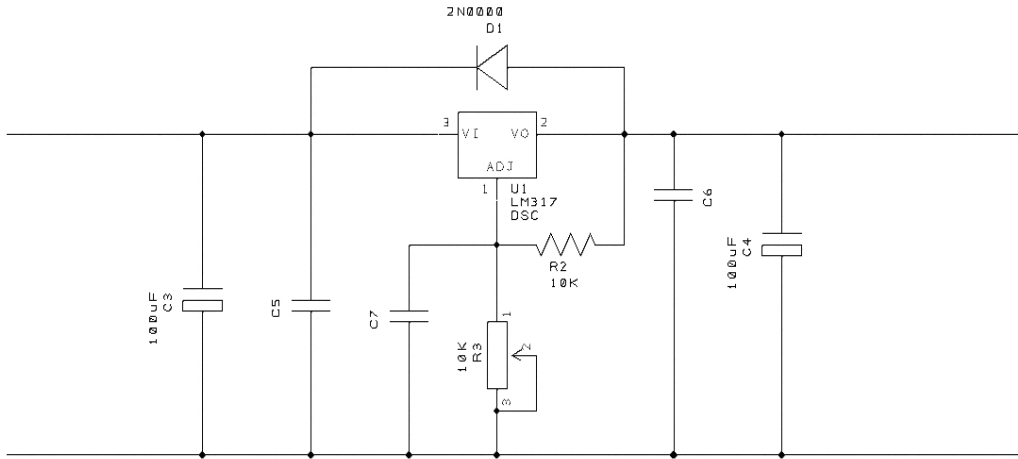 2N0000
D1
3 VI VO 2
ADJ
1 U1
LM317
DSC
C6
C4
100uF
R2
10K
C3
100uF
C5
C7
1
2
3
R3
10K